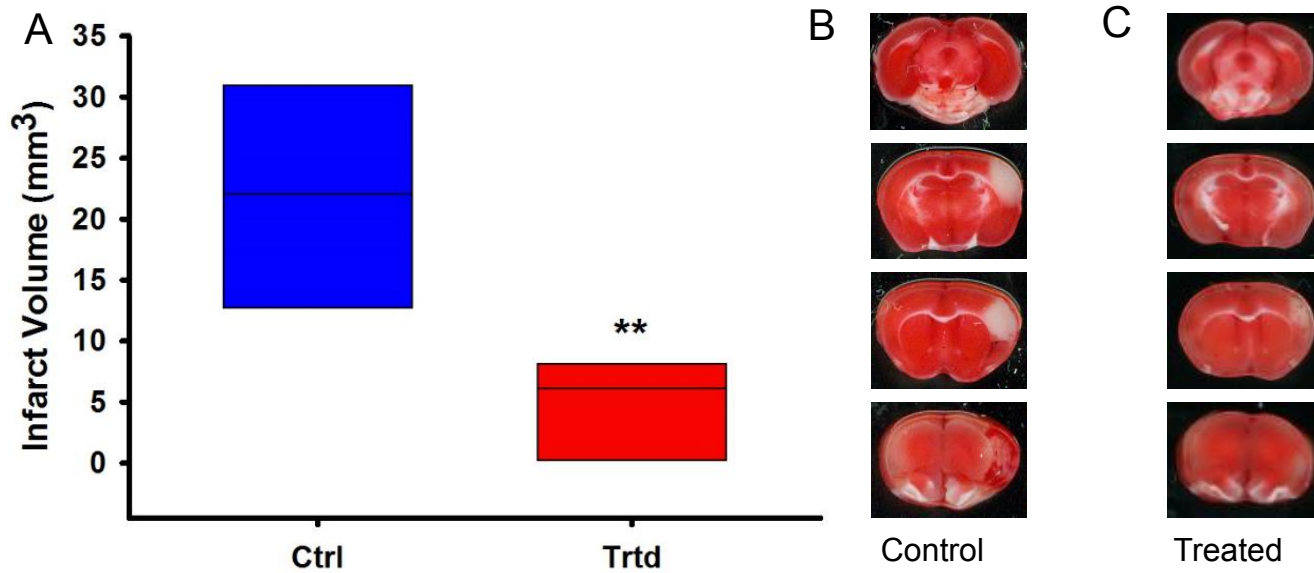 A
Infarct Volume (mm³)
35
30
25
20
15
10
5
0
**
Ctrl
Trtd
B
Control
C
Treated